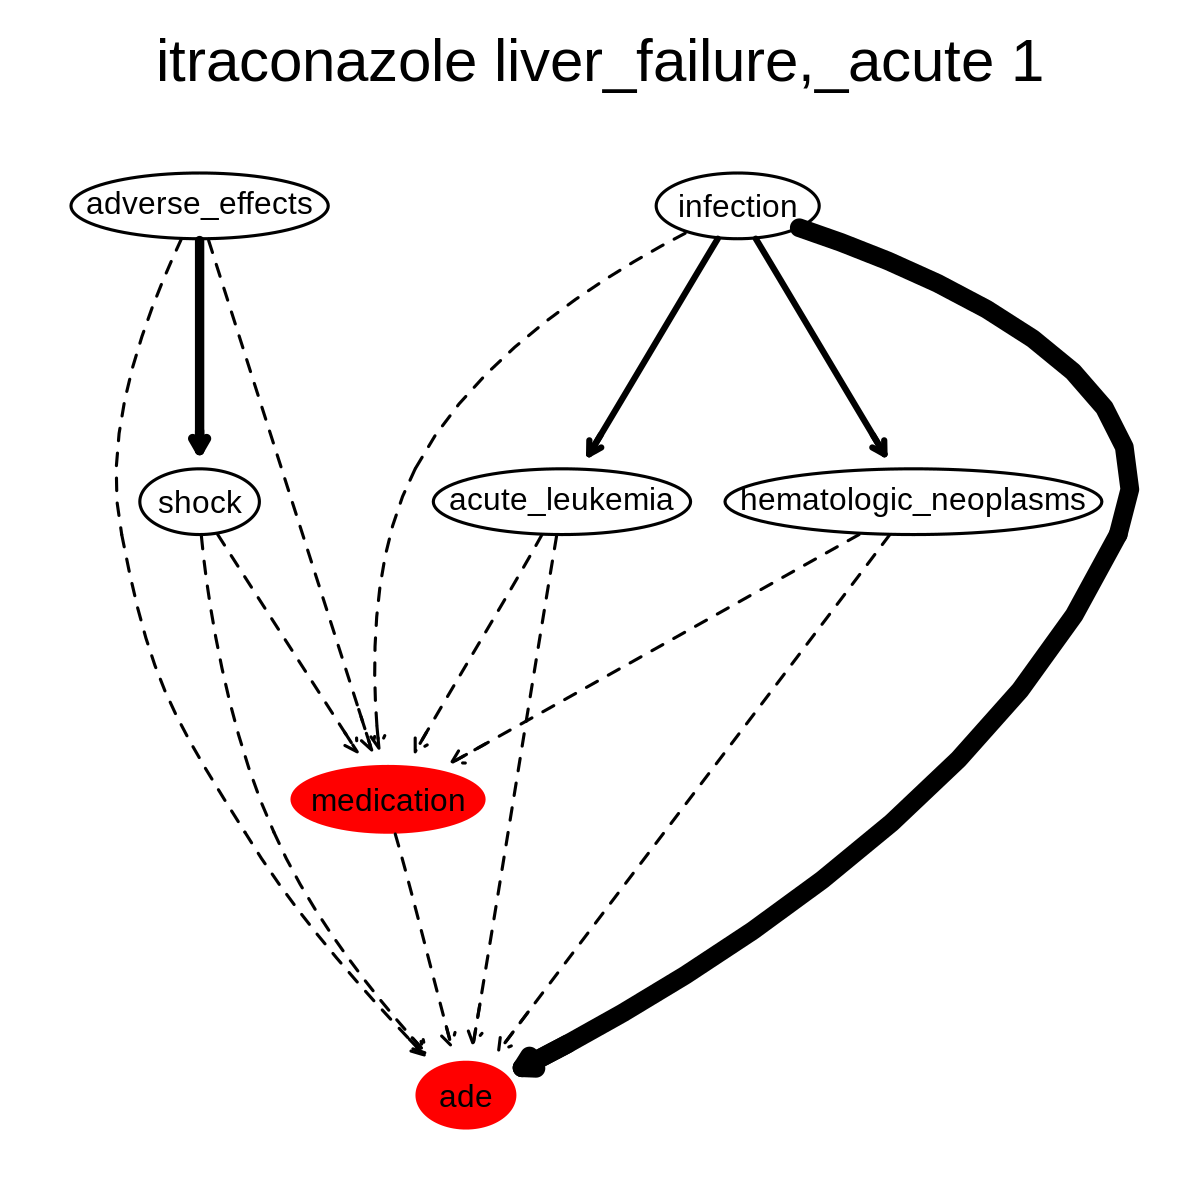 itraconazole liver_failure,_acute 1
adverse_effects
infection
shock
acute_leukemia
hematologic_neoplasms
medication
ade